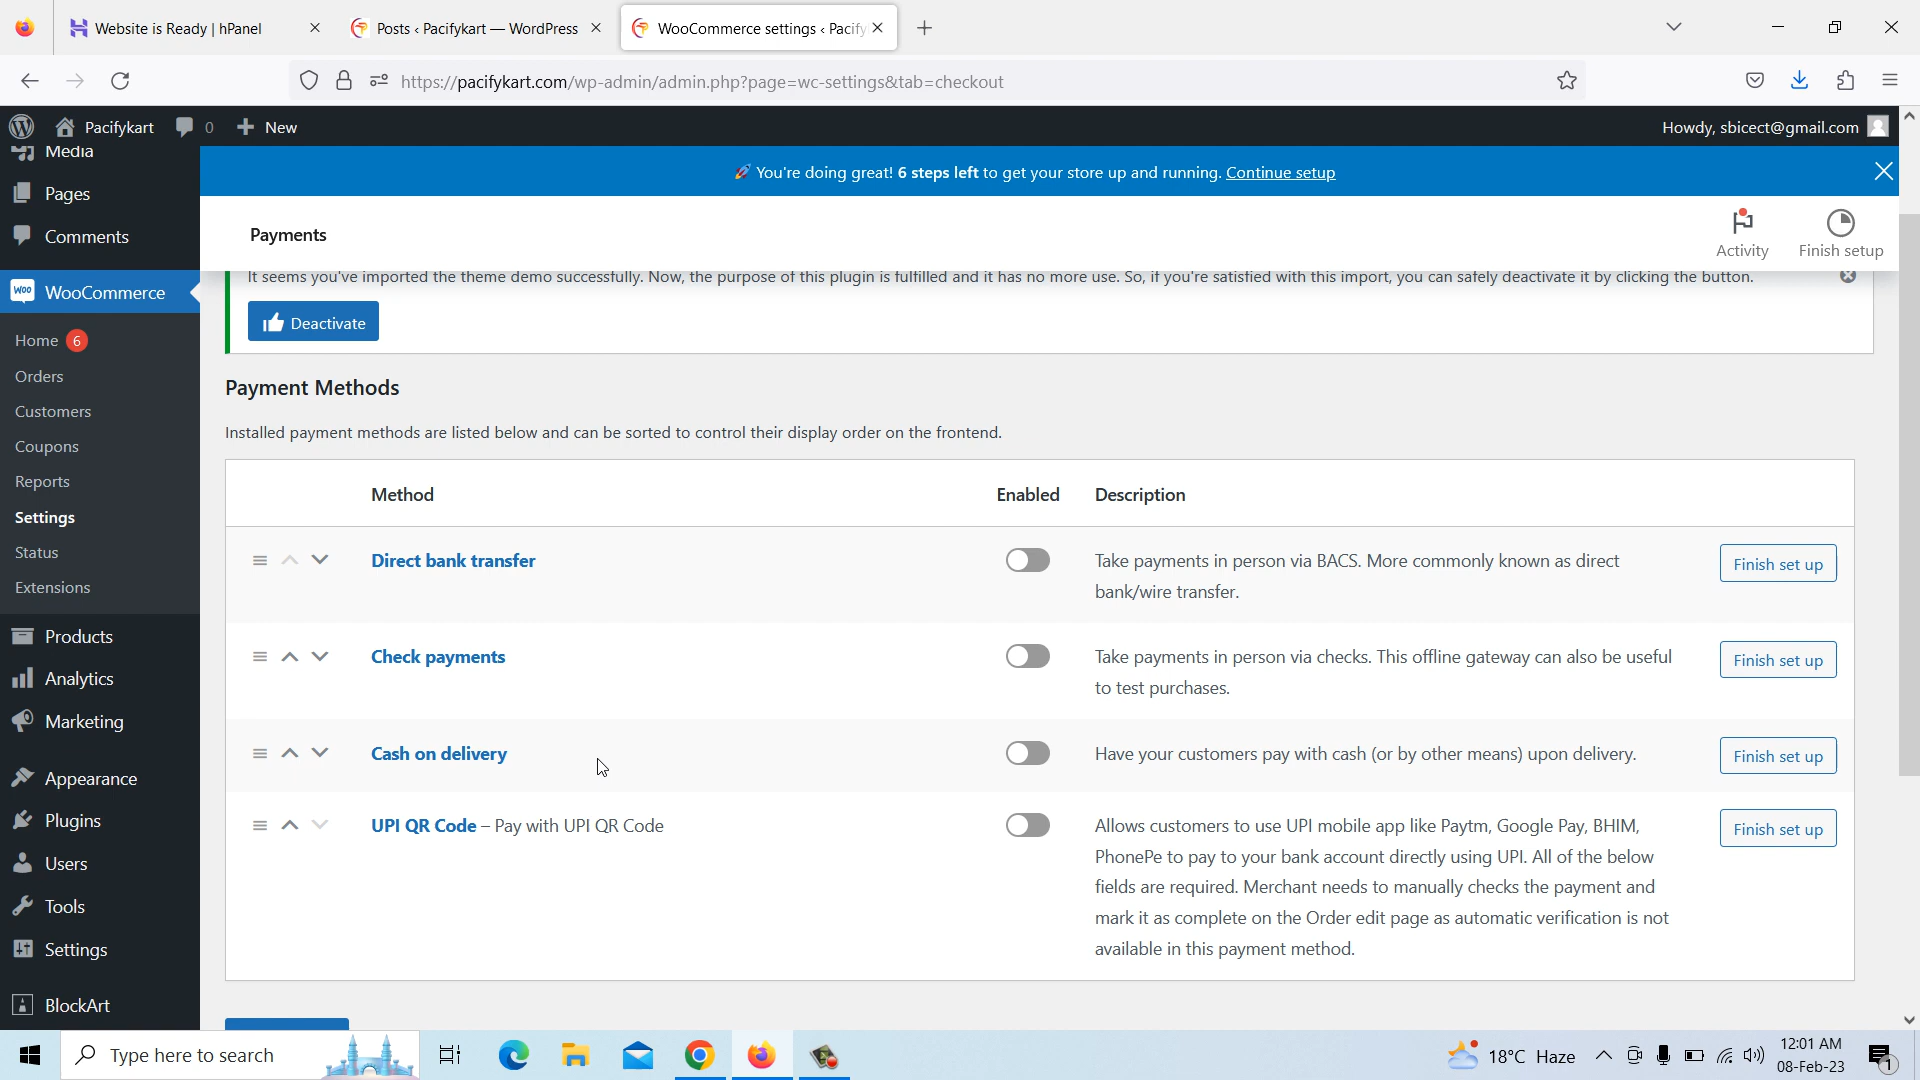 Website is Ready | hPanel
Posts ‹ Pacifykart — WordPress
WooCommerce settings ‹ Pacify
https://pacifykart.com/wp-admin/admin.php?page=wc-settings&tab=checkout
Pacifykart
0
New
Howdy, sbicect@gmail.com
🚀 You're doing great! 6 steps left to get your store up and running. Continue setup
Media
Pages
Comments
WooCommerce
Home 6
Orders
Customers
Coupons
Reports
Settings
Status
Extensions
Products
Analytics
Marketing
Appearance
Plugins
Users
Tools
Settings
BlockArt
Payments
Activity
Finish setup
It seems you've imported the theme demo successfully. Now, the purpose of this plugin is fulfilled and it has no more use. So, if you're satisfied with this import, you can safely deactivate it by clicking the button.
Deactivate
Payment Methods
Installed payment methods are listed below and can be sorted to control their display order on the frontend.
Method
Enabled
Description
Direct bank transfer
Take payments in person via BACS. More commonly known as direct
bank/wire transfer.
Finish set up
Check payments
Take payments in person via checks. This offline gateway can also be useful
to test purchases.
Finish set up
Cash on delivery
Have your customers pay with cash (or by other means) upon delivery.
Finish set up
UPI QR Code – Pay with UPI QR Code
Allows customers to use UPI mobile app like Paytm, Google Pay, BHIM,
PhonePe to pay to your bank account directly using UPI. All of the below
fields are required. Merchant needs to manually checks the payment and
mark it as complete on the Order edit page as automatic verification is not
available in this payment method.
Finish set up
Type here to search
18°C Haze
12:01 AM
08-Feb-23
1